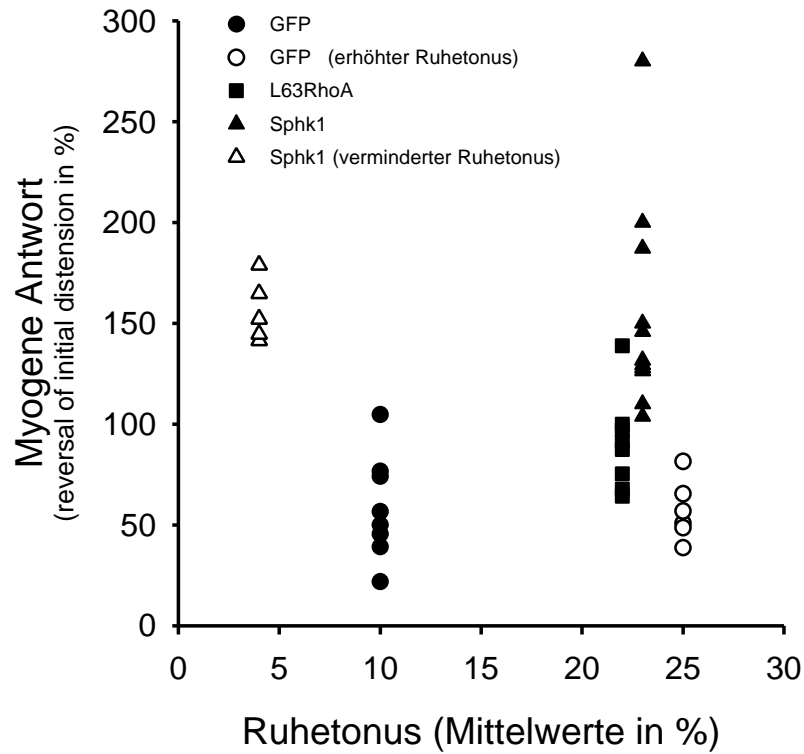 300
250
200
150
100
50
0
GFP
GFP (erhöhter Ruhetonus)
L63RhoA
Sphk1
Sphk1 (verminderter Ruhetonus)
Myogene Antwort
(reversal of initial distension in %)
0 5 10 15 20 25 30
Ruhetonus (Mittelwerte in %)